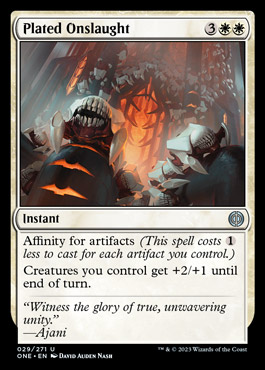 Plated Onslaught 3
Instant
Affinity for artifacts (This spell costs 1
less to cast for each artifact you control.)
Creatures you control get +2/+1 until
end of turn.
“Witness the glory of true, unwavering
unity.”
—Ajani
029/271 U
ONE • EN DAVID AUDEN NASH
™ & © 2023 Wizards of the Coast